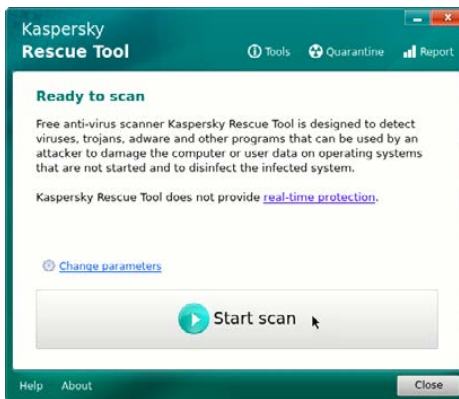 Kaspersky
Rescue Tool
Tools Quarantine Report
Ready to scan
Free anti-virus scanner Kaspersky Rescue Tool is designed to detect
viruses, trojans, adware and other programs that can be used by an
attacker to damage the computer or user data on operating systems
that are not started and to disinfect the infected system.
Kaspersky Rescue Tool does not provide real-time protection.
Change parameters
Start scan
Help About Close